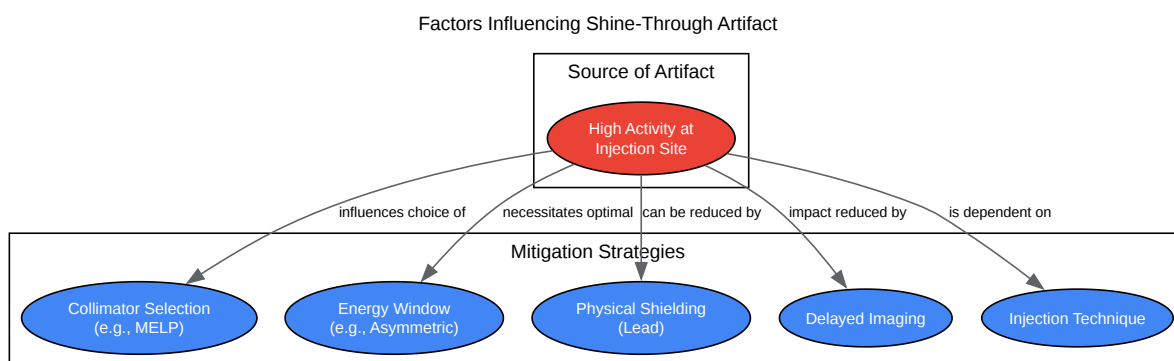 Factors Influencing Shine-Through Artifact
Source of Artifact
High Activity at
Injection Site
influences choice of
necessitates optimal
can be reduced by
impact reduced by
is dependent on
Mitigation Strategies
Collimator Selection
(e.g., MELP)
Energy Window
(e.g., Asymmetric)
Physical Shielding
(Lead)
Delayed Imaging
Injection Technique